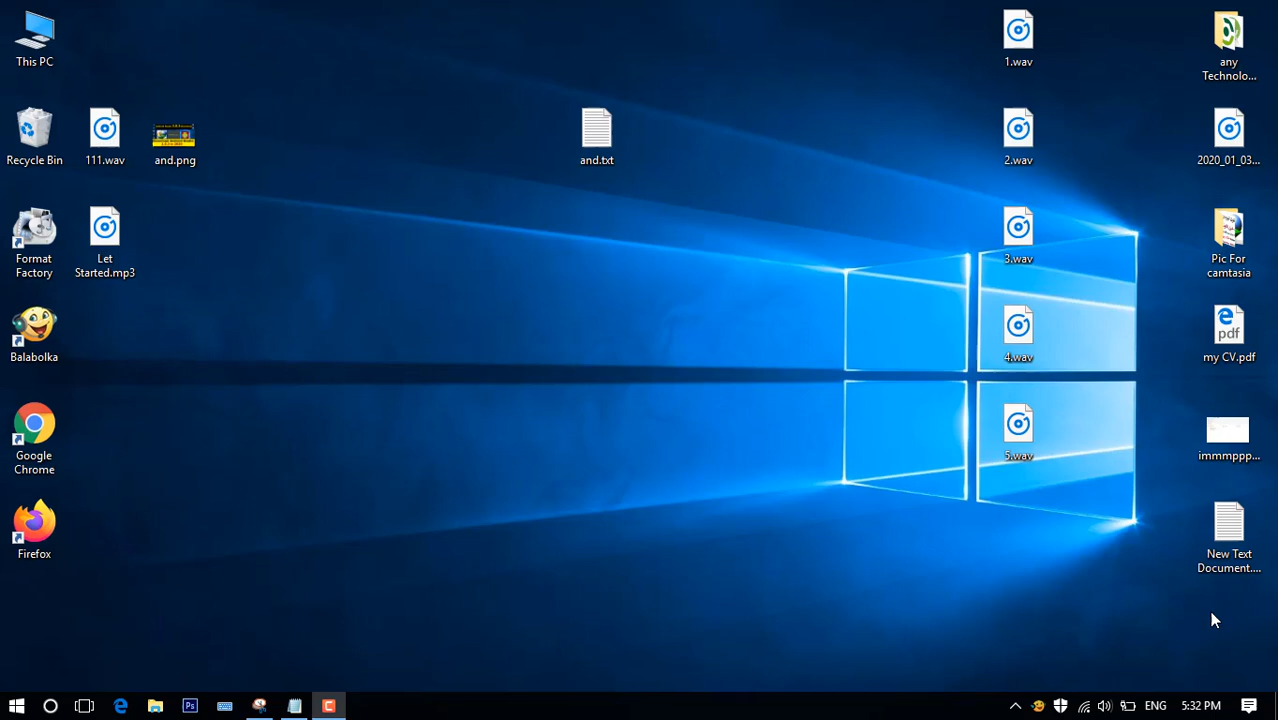 This PC
1.wav
any
Technolo...
Recycle Bin
111.wav
and.png
and.txt
2.wav
2020_01_03...
Format
Factory
Let
Started.mp3
3.wav
Pic For
camtasia
Balabolka
4.wav
pdf
my CV.pdf
Google
Chrome
5.wav
immmppp...
Firefox
New Text
Document....
Ps
C
ENG
5:32 PM